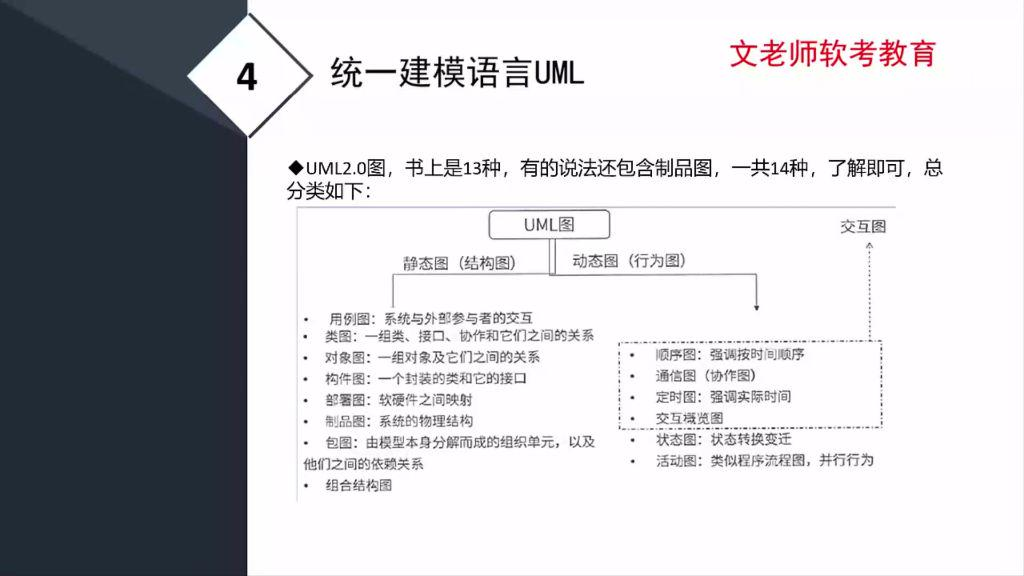 4
统一建模语言UML
文老师软考教育
◆UML2.0图，书上是13种，有的说法还包含制品图，一共14种，了解即可，总
分类如下：
UML图
交互图
静态图（结构图）
动态图（行为图）
• 用例图：系统与外部参与者的交互
• 类图：一组类、接口、协作和它们之间的关系
• 对象图：一组对象及它们之间的关系
• 构件图：一个封装的类和它的接口
• 部署图：软硬件之间映射
• 制品图：系统的物理结构
• 包图：由模型本身分解而成的组织单元，以及
他们之间的依赖关系
• 组合结构图
• 顺序图：强调按时间顺序
• 通信图（协作图）
• 定时图：强调实际时间
• 交互概览图
• 状态图：状态转换变迁
• 活动图：类似程序流程图，并行行为